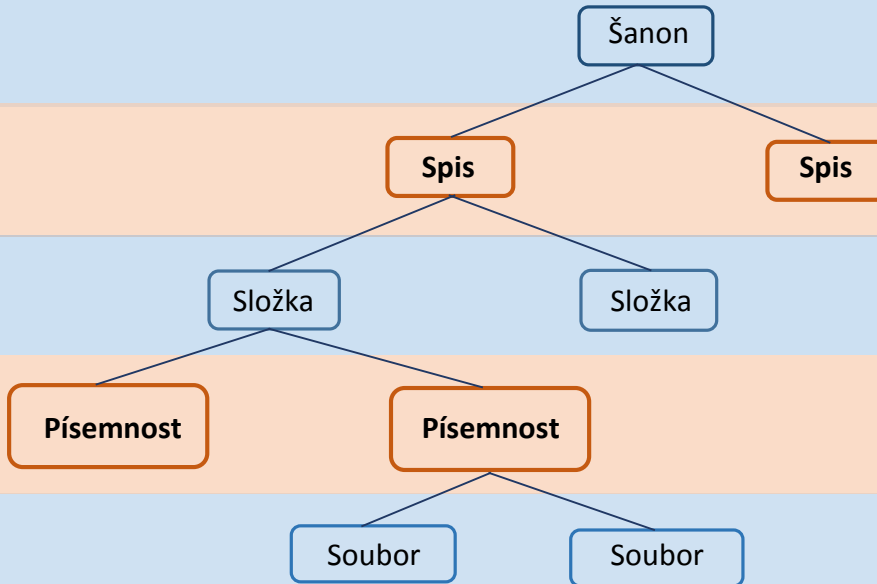 Šanon
Spis
Spis
Složka
Složka
Písemnost
Písemnost
Soubor
Soubor